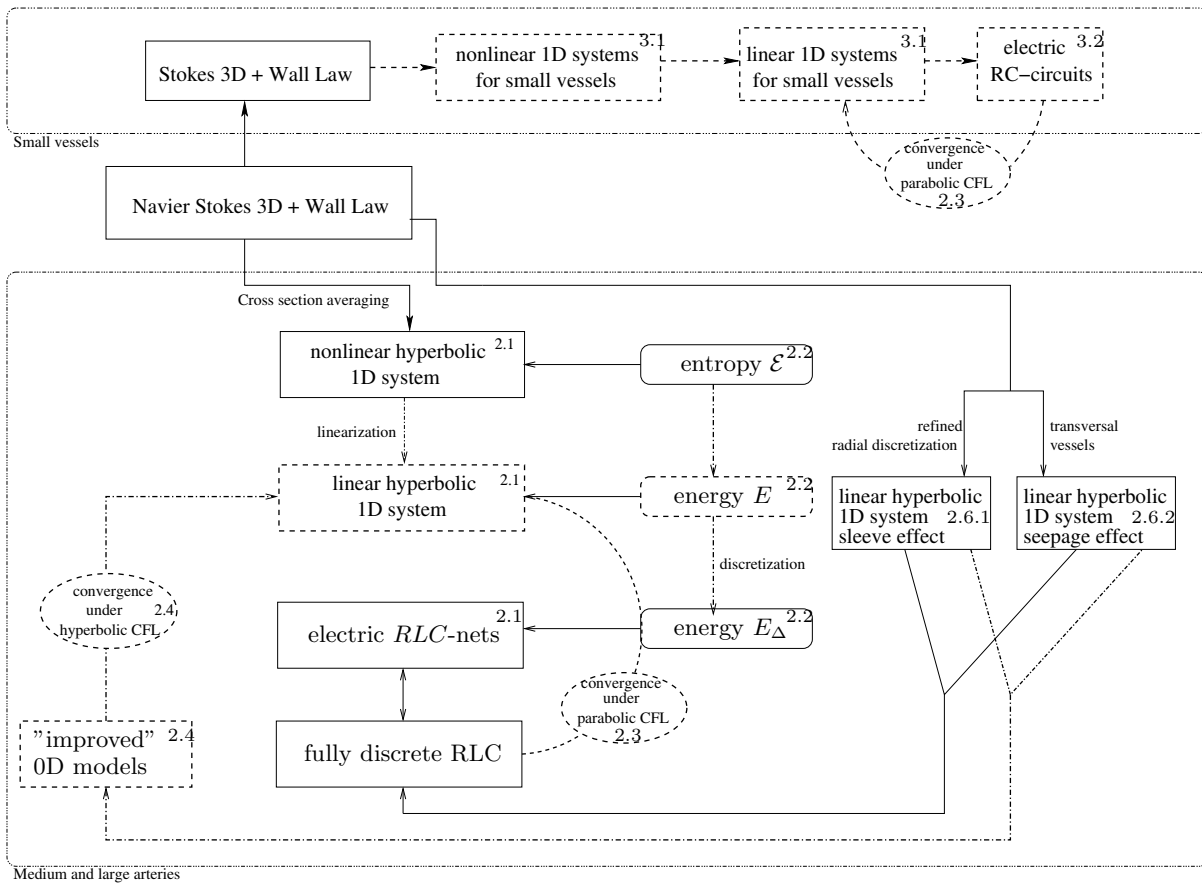 Stokes 3D + Wall Law
nonlinear 1D systems 3.1
for small vessels
linear 1D systems 3.1
for small vessels
electric 3.2
RC−circuits
Small vessels
convergence
under
parabolic CFL
2.3
Navier Stokes 3D + Wall Law
Cross section averaging
nonlinear hyperbolic 2.1
1D system
entropy ℰ 2.2
linearization
refined
radial discretization
transversal
vessels
linear hyperbolic 2.1
1D system
energy E 2.2
linear hyperbolic
1D system 2.6.1
sleeve effect
linear hyperbolic
1D system 2.6.2
seepage effect
discretization
convergence
under 2.4
hyperbolic CFL
electric RLC-nets 2.1
energy E_Δ 2.2
convergence
under
parabolic CFL
2.3
”improved” 2.4
0D models
fully discrete RLC
Medium and large arteries